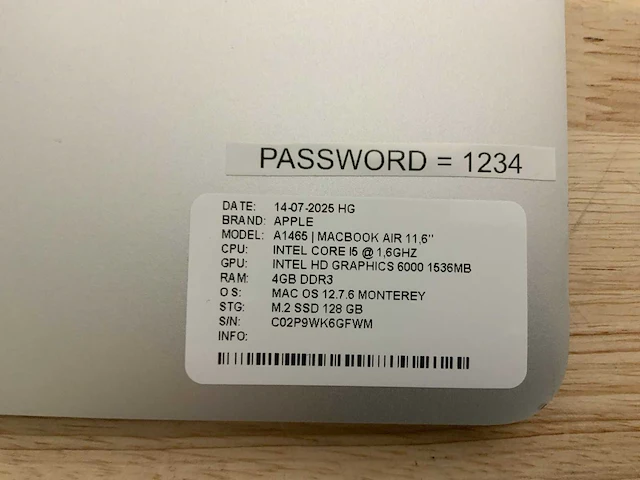 PASSWORD = 1234
DATE: 14-07-2025 HG
BRAND: APPLE
MODEL: A1465 | MACBOOK AIR 11,6"
CPU: INTEL CORE I5 @ 1,6GHZ
GPU: INTEL HD GRAPHICS 6000 1536MB
RAM: 4GB DDR3
OS: MAC OS 12.7.6 MONTEREY
STG: M.2 SSD 128 GB
S/N: C02P9WK6GFWM
INFO: